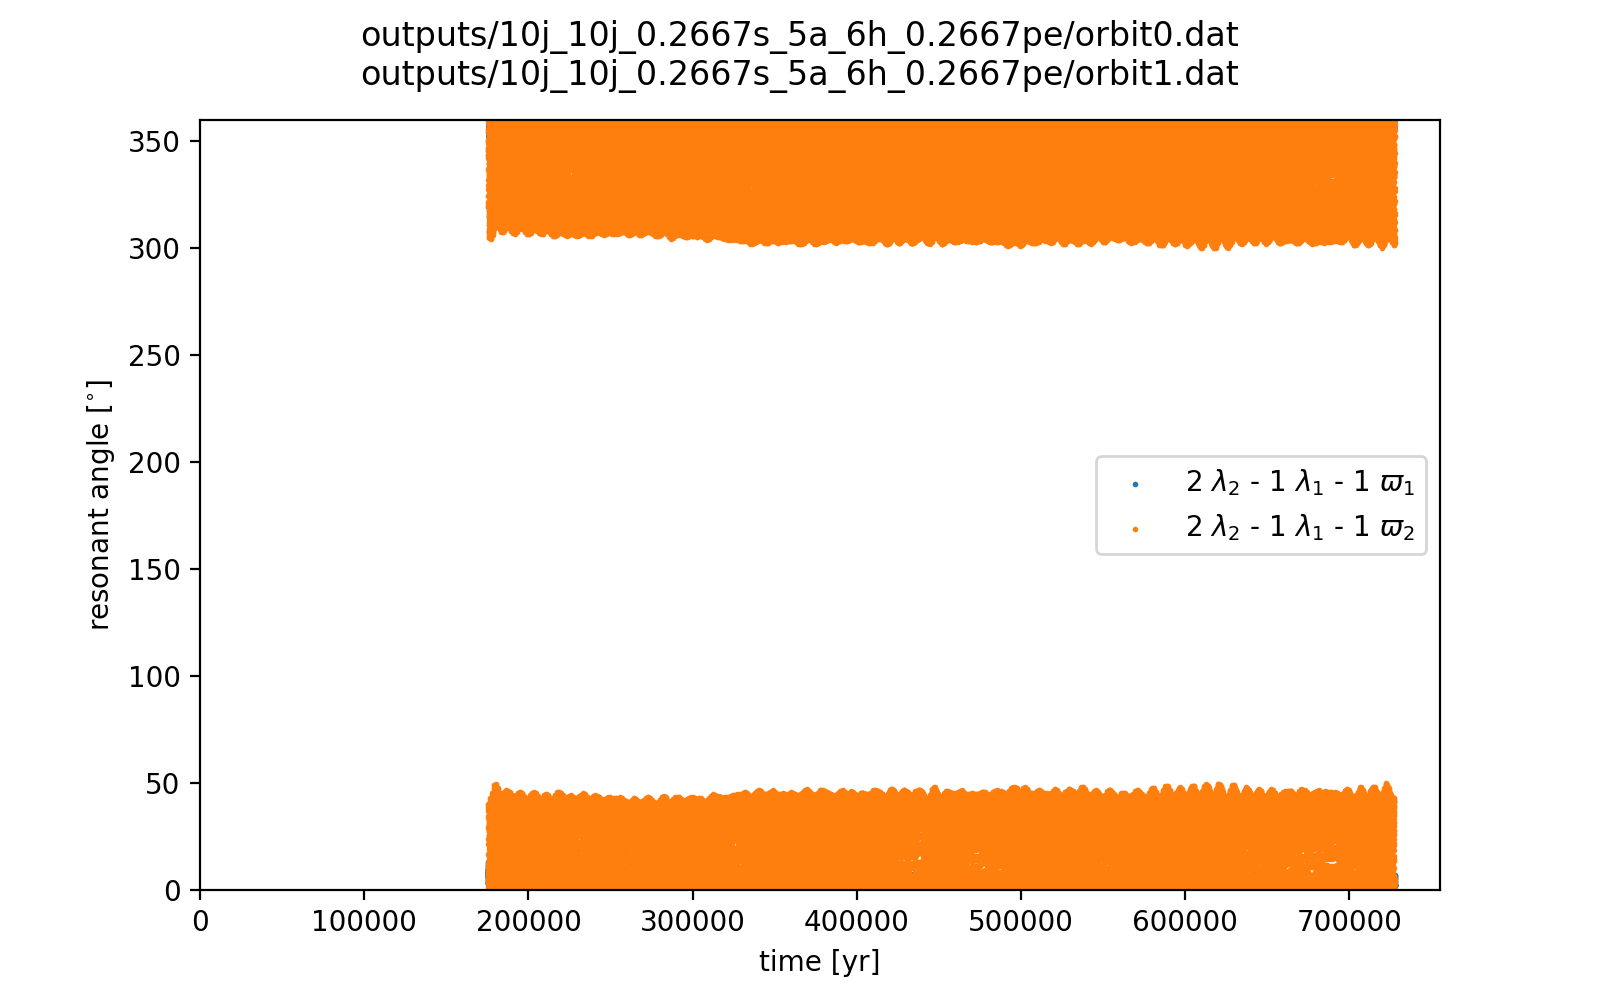 outputs/10j_10j_0.2667s_5a_6h_0.2667pe/orbit0.dat
outputs/10j_10j_0.2667s_5a_6h_0.2667pe/orbit1.dat
350
300
250
200
150
100
50
0
resonant angle [°]
2 λ₂ - 1 λ₁ - 1 ϖ₁
2 λ₂ - 1 λ₁ - 1 ϖ₂
0 100000 200000 300000 400000 500000 600000 700000
time [yr]